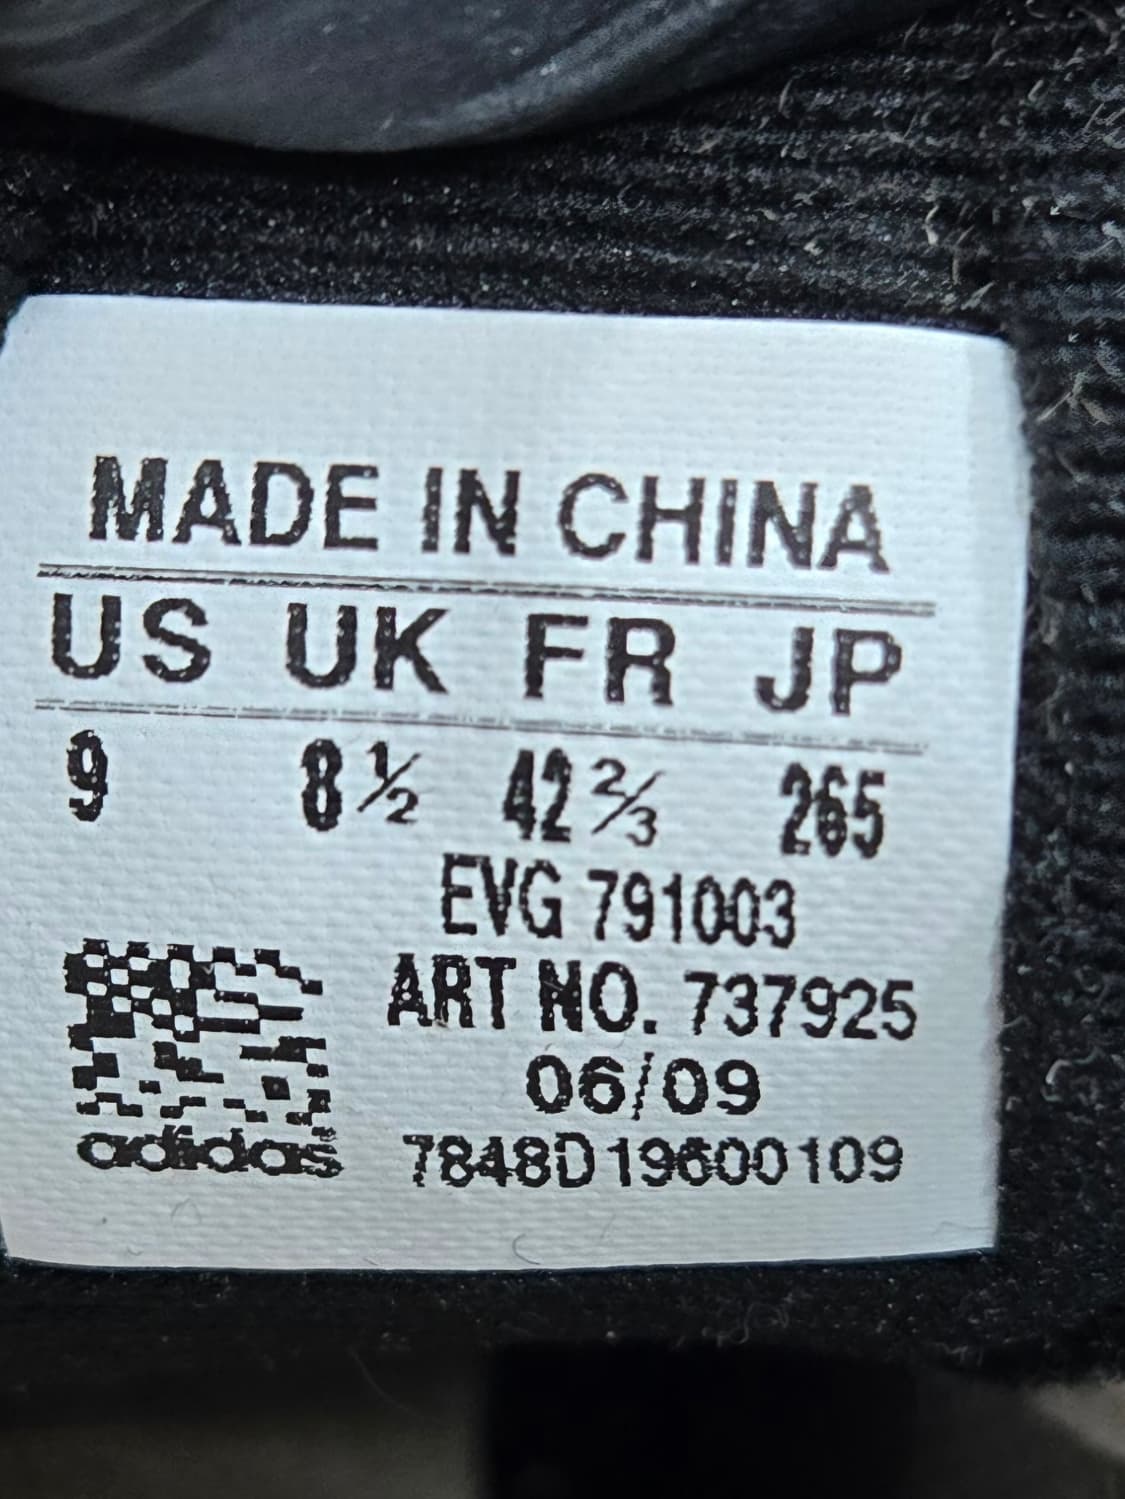 MADE IN CHINA
US UK FR JP
9 8½ 42⅔ 265
EVG 791003
ART NO. 737925
06/09
adidas 7848D19600109